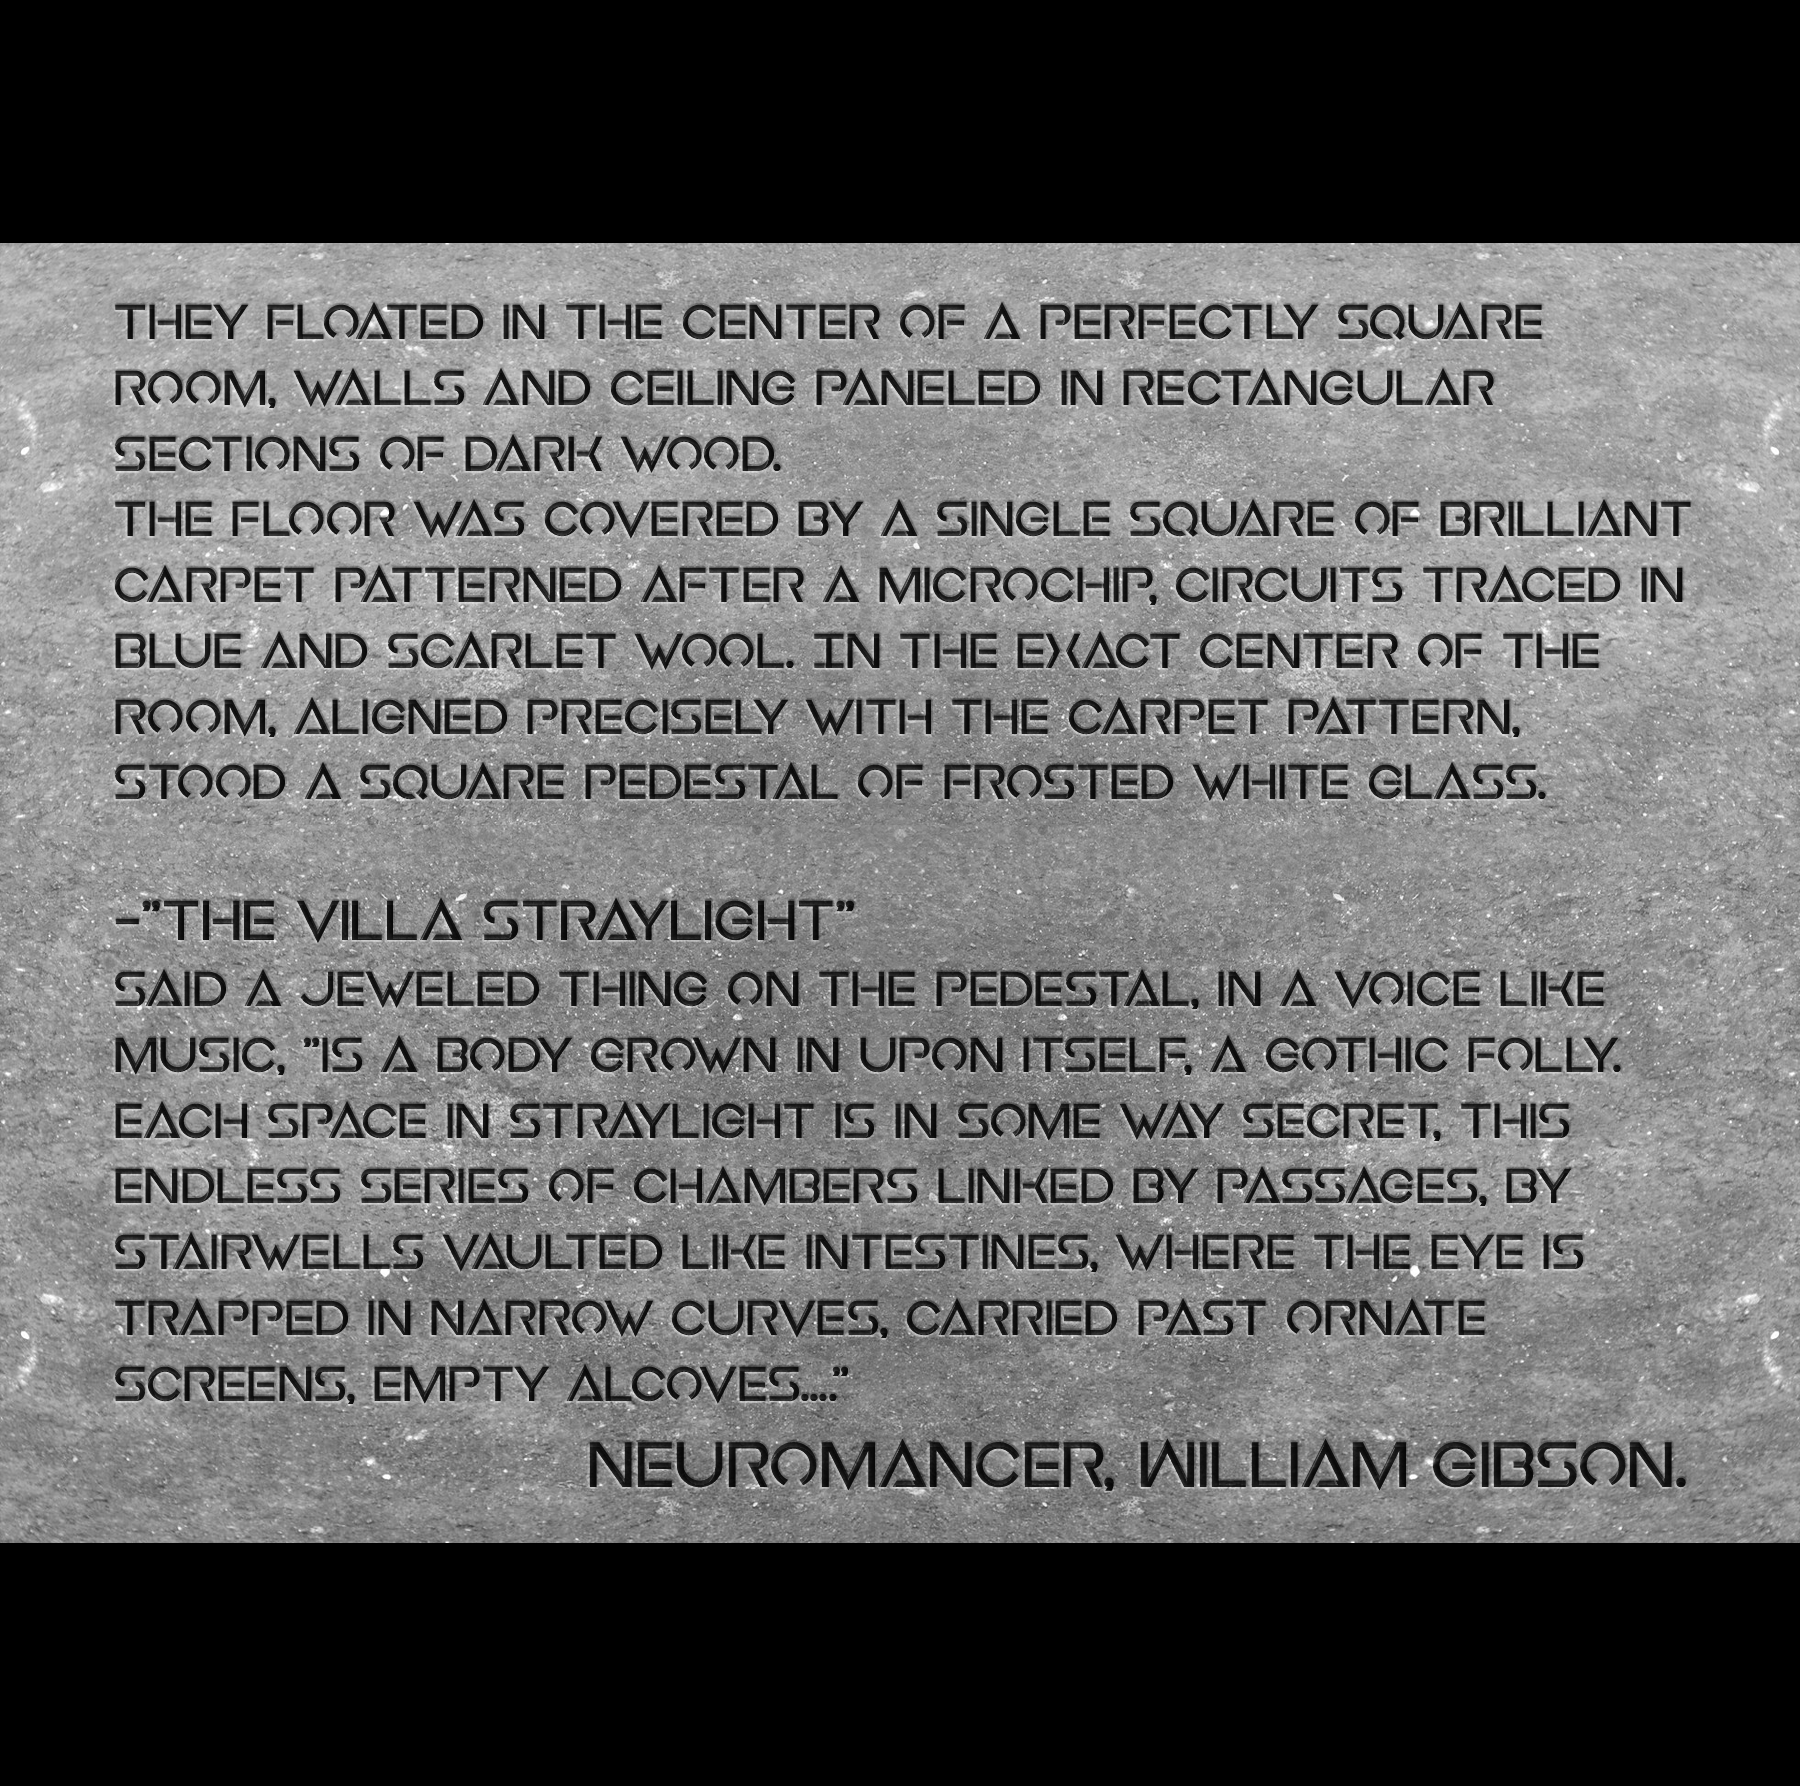 THEY FLOATED IN THE CENTER OF A PERFECTLY SQUARE
ROOM, WALLS AND CEILING PANELED IN RECTANGULAR
SECTIONS OF DARK WOOD.
THE FLOOR WAS COVERED BY A SINGLE SQUARE OF BRILLIANT
CARPET PATTERNED AFTER A MICROCHIP, CIRCUITS TRACED IN
BLUE AND SCARLET WOOL. IN THE EXACT CENTER OF THE
ROOM, ALIGNED PRECISELY WITH THE CARPET PATTERN,
STOOD A SQUARE PEDESTAL OF FROSTED WHITE GLASS.
-”THE VILLA STRAYLIGHT”
SAID A JEWELED THING ON THE PEDESTAL, IN A VOICE LIKE
MUSIC, ”IS A BODY GROWN IN UPON ITSELF, A GOTHIC FOLLY.
EACH SPACE IN STRAYLIGHT IS IN SOME WAY SECRET, THIS
ENDLESS SERIES OF CHAMBERS LINKED BY PASSAGES, BY
STAIRWELLS VAULTED LIKE INTESTINES, WHERE THE EYE IS
TRAPPED IN NARROW CURVES, CARRIED PAST ORNATE
SCREENS, EMPTY ALCOVES....”
NEUROMANCER, WILLIAM GIBSON.